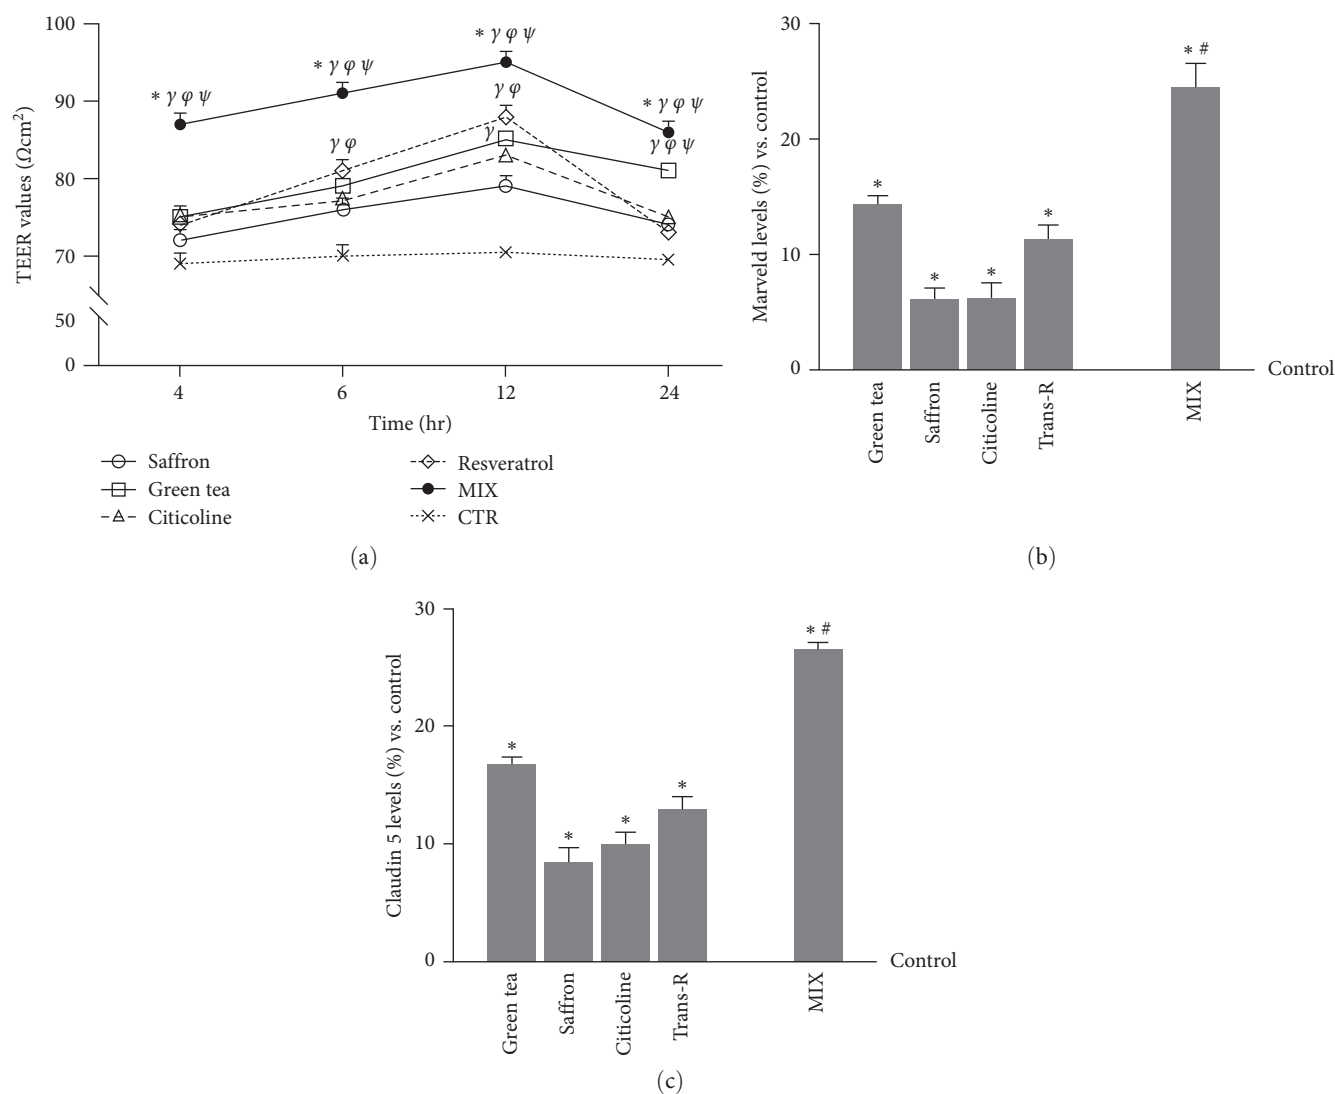 TEER values (Ωcm2)
100
90
80
70
50
0
* γ φ ψ
* γ φ ψ
* γ φ ψ
* γ φ ψ
γ φ
γ φ
γ
γ φ ψ
4 6 12 24
Time (hr)
Saffron
Green tea
Citicoline
Resveratrol
MIX
CTR
(a)
Marveld levels (%) vs. control
30
20
10
0
*
*
*
*
* #
Control
Green tea
Saffron
Citicoline
Trans-R
MIX
(b)
Claudin 5 levels (%) vs. control
30
20
10
0
*
*
*
*
* #
Control
Green tea
Saffron
Citicoline
Trans-R
MIX
(c)